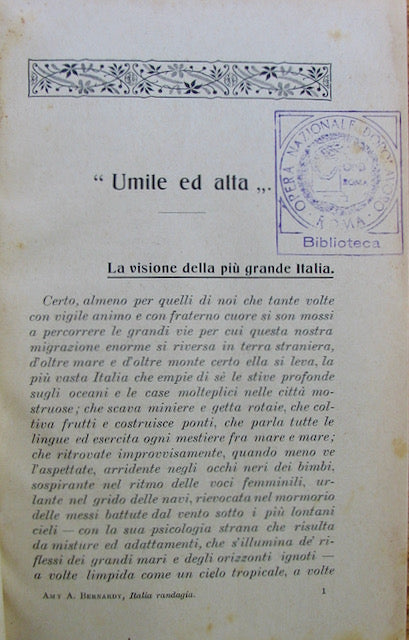 “ Umile ed alta „.
OPERA NAZIONALE DOPOLAVORO
OND
ROMA
ROMA
Biblioteca
La visione della più grande Italia.
Certo, almeno per quelli di noi che tante volte
con vigile animo e con fraterno cuore si son mossi
a percorrere le grandi vie per cui questa nostra
migrazione enorme si riversa in terra straniera,
d'oltre mare e d'oltre monte certo ella si leva, la
più vasta Italia che empie di sè le stive profonde
sugli oceani e le case molteplici nelle città mo-
struose; che scava miniere e getta rotaie, che col-
tiva frutti e costruisce ponti, che parla tutte le
lingue ed esercita ogni mestiere fra mare e mare;
che ritrovate improvvisamente, quando meno ve
l'aspettate, arridente negli occhi neri dei bimbi,
sospirante nel ritmo delle voci femminili, ur-
lante nel grido delle navi, rievocata nel mormorio
delle messi battute dal vento sotto i più lontani
cieli — con la sua psicologia strana che risulta
da misture ed adattamenti, che s'illumina de' ri-
flessi dei grandi mari e degli orizzonti ignoti —
a volte limpida come un cielo tropicale, a volte
AMY A. BERNARDY, Italia randagia.
1